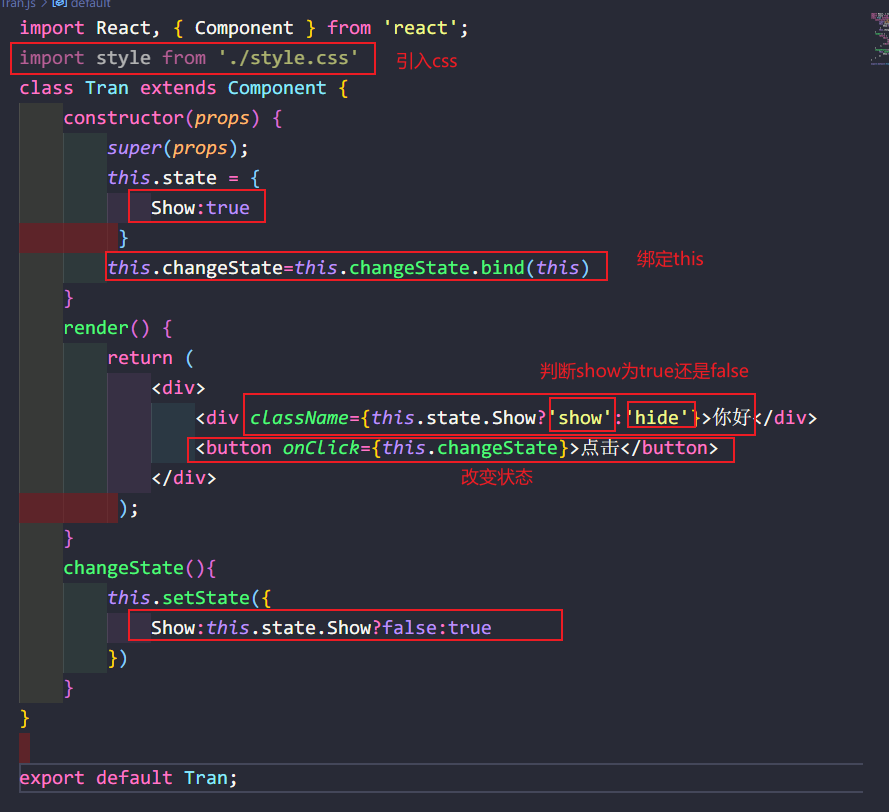 Tran.js > default
import React, { Component } from 'react';
import style from './style.css' 引入css
class Tran extends Component {
constructor(props) {
super(props);
this.state = {
Show:true
}
this.changeState=this.changeState.bind(this) 绑定this
}
render() {
return (
判断show为true还是false
<div>
<div className={this.state.Show?'show':'hide'}>你好</div>
<button onClick={this.changeState}>点击</button>
</div> 改变状态
);
}
changeState(){
this.setState({
Show:this.state.Show?false:true
})
}
}
export default Tran;